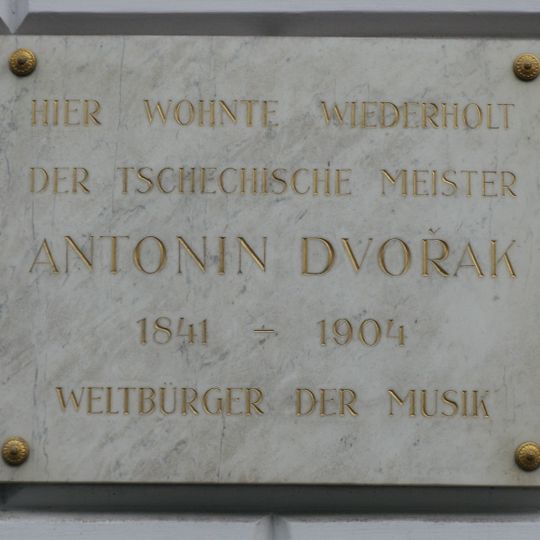 HIER WOHNTE WIEDERHOLT
DER TSCHECHISCHE MEISTER
ANTONIN DVOŘAK
1841 – 1904
WELTBÜRGER DER MUSIK